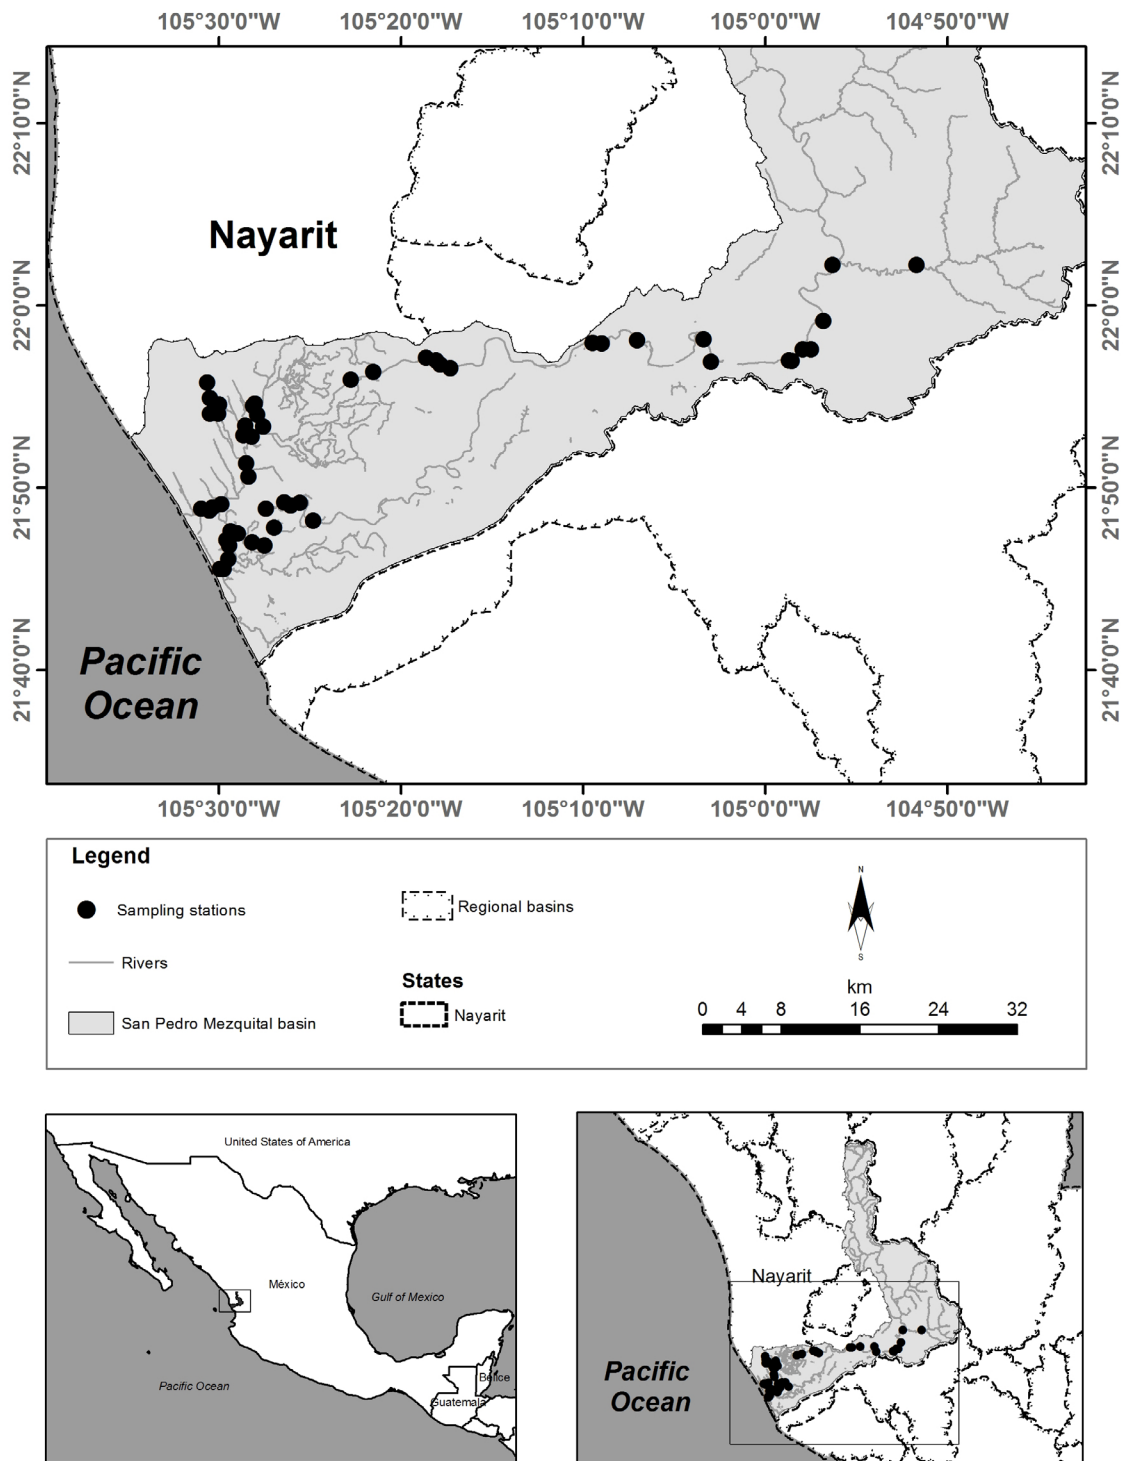 105°30'0"W 105°20'0"W 105°10'0"W 105°0'0"W 104°50'0"W
22°10'0"N
22°10'0"N
Nayarit
22°0'0"N
22°0'0"N
21°50'0"N
21°50'0"N
21°40'0"N
21°40'0"N
Pacific
Ocean
105°30'0"W 105°20'0"W 105°10'0"W 105°0'0"W 104°50'0"W
Legend
Sampling stations
Rivers
San Pedro Mezquital basin
Regional basins
States
Nayarit
N
S
km
0 4 8 16 24 32
United States of America
México
Gulf of Mexico
Pacific Ocean
Belice
Guatemala
Nayarit
Pacific
Ocean